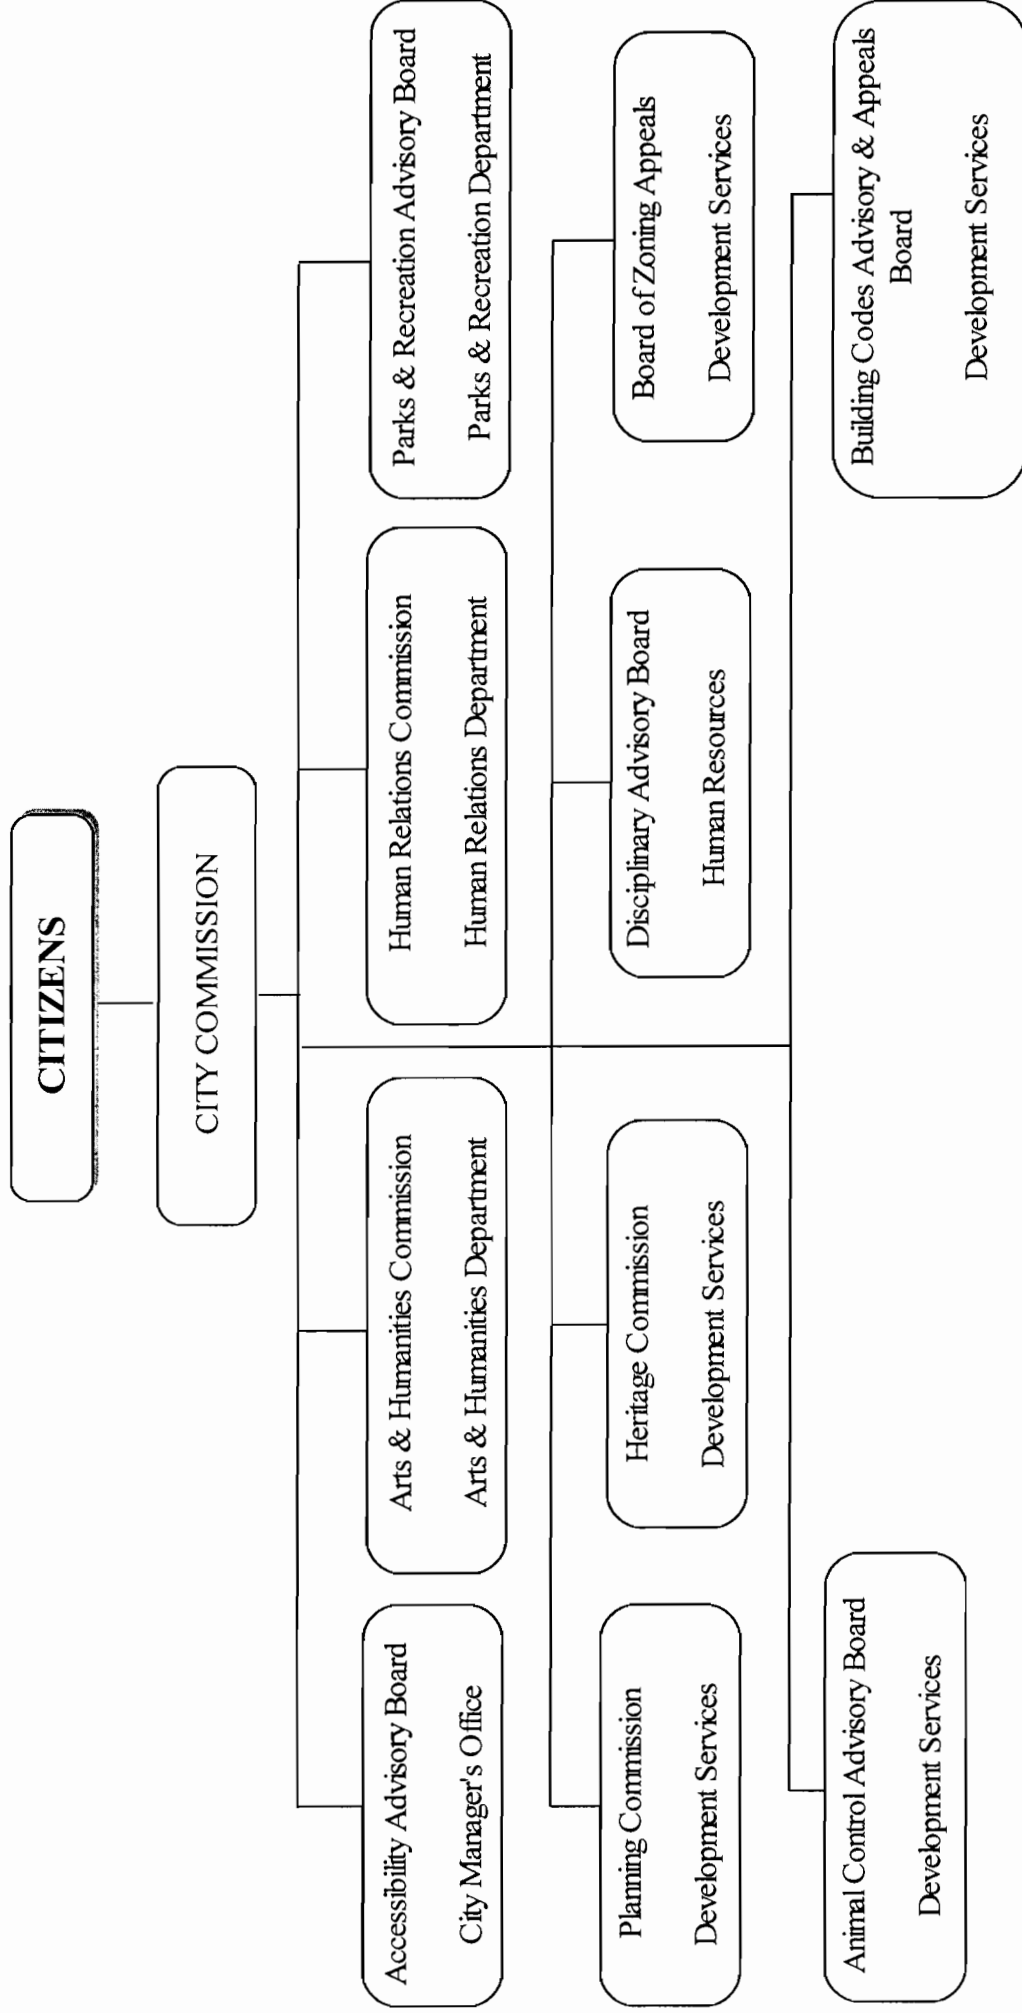 CITIZENS
CITY COMMISSION
Accessibility Advisory Board
City Manager's Office
Arts & Humanities Commission
Arts & Humanities Department
Human Relations Commission
Human Relations Department
Parks & Recreation Advisory Board
Parks & Recreation Department
Planning Commission
Development Services
Heritage Commission
Development Services
Disciplinary Advisory Board
Human Resources
Board of Zoning Appeals
Development Services
Animal Control Advisory Board
Development Services
Building Codes Advisory & Appeals
Board
Development Services